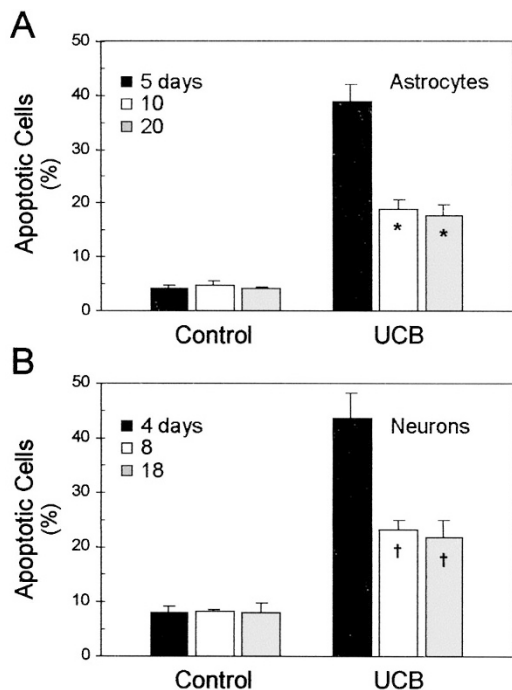 A
50
40
30
20
10
0
Apoptotic Cells
(%)
5 days
10
20
Astrocytes
*
*
Control
UCB
B
50
40
30
20
10
0
Apoptotic Cells
(%)
4 days
8
18
Neurons
†
†
Control
UCB